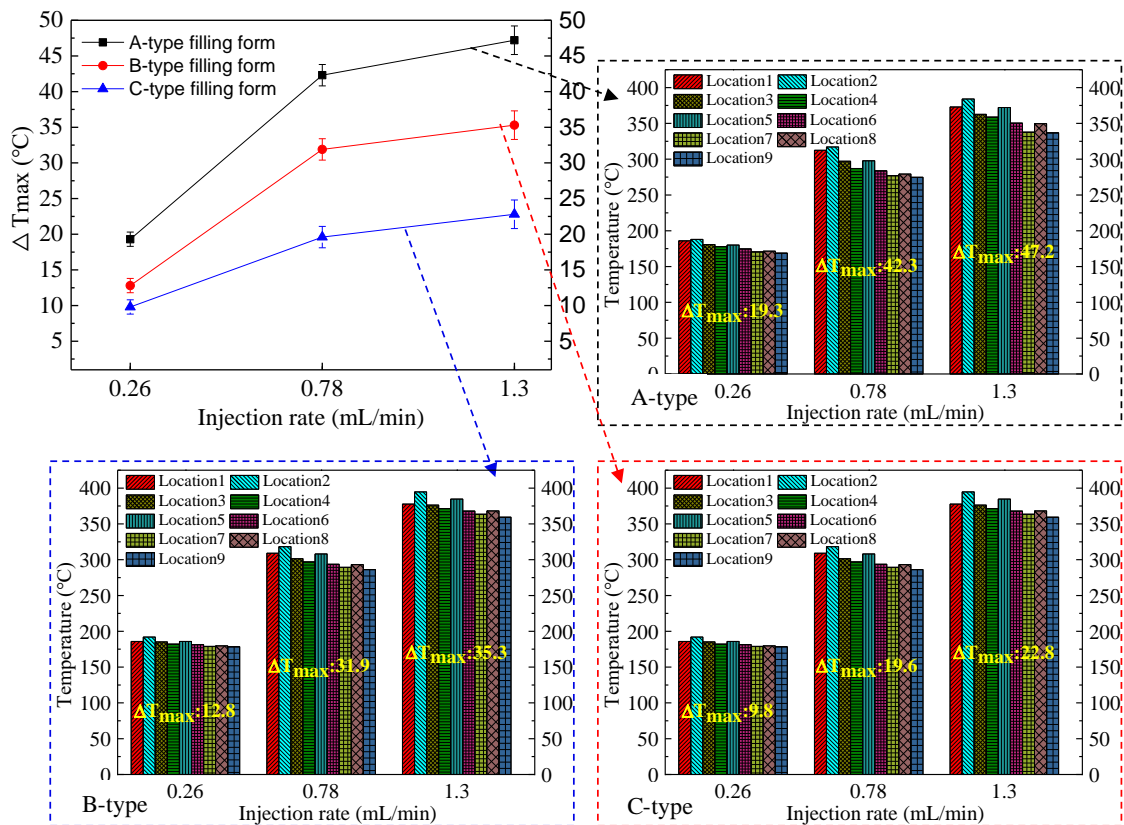 50
45
40
35
30
25
20
15
10
5
△Tmax (℃)
A-type filling form
B-type filling form
C-type filling form
50
45
40
35
30
25
20
15
10
5
0.26 0.78 1.3
Injection rate (mL/min)
400
350
300
250
200
150
100
50
0
Temperature (℃)
Location1 Location2
Location3 Location4
Location5 Location6
Location7 Location8
Location9
ΔTmax:19.3
ΔTmax:42.3
ΔTmax:47.2
400
350
300
250
200
150
100
50
0
0.26 0.78 1.3
A-type Injection rate (mL/min)
400
350
300
250
200
150
100
50
0
Temperature (℃)
Location1 Location2
Location3 Location4
Location5 Location6
Location7 Location8
Location9
ΔTmax:12.8
ΔTmax:31.9
ΔTmax:35.3
400
350
300
250
200
150
100
50
0
0.26 0.78 1.3
B-type Injection rate (mL/min)
400
350
300
250
200
150
100
50
0
Temperature (℃)
Location1 Location2
Location3 Location4
Location5 Location6
Location7 Location8
Location9
ΔTmax:9.8
ΔTmax:19.6
ΔTmax:22.8
400
350
300
250
200
150
100
50
0
0.26 0.78 1.3
C-type Injection rate (mL/min)